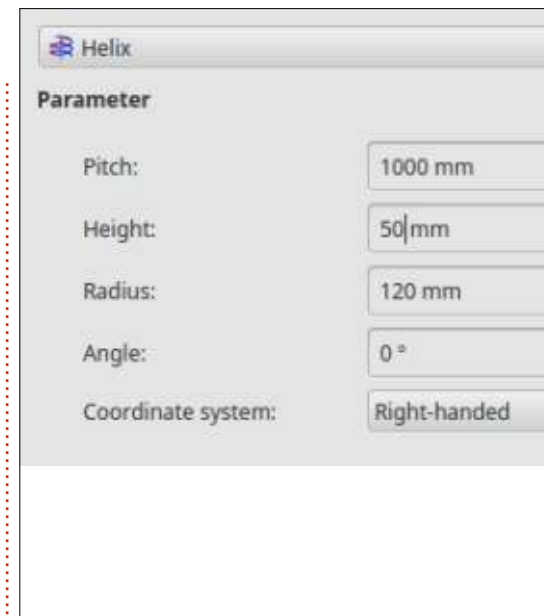 Helix
Parameter
Pitch: 1000 mm
Height: 50 mm
Radius: 120 mm
Angle: 0 °
Coordinate system: Right-handed